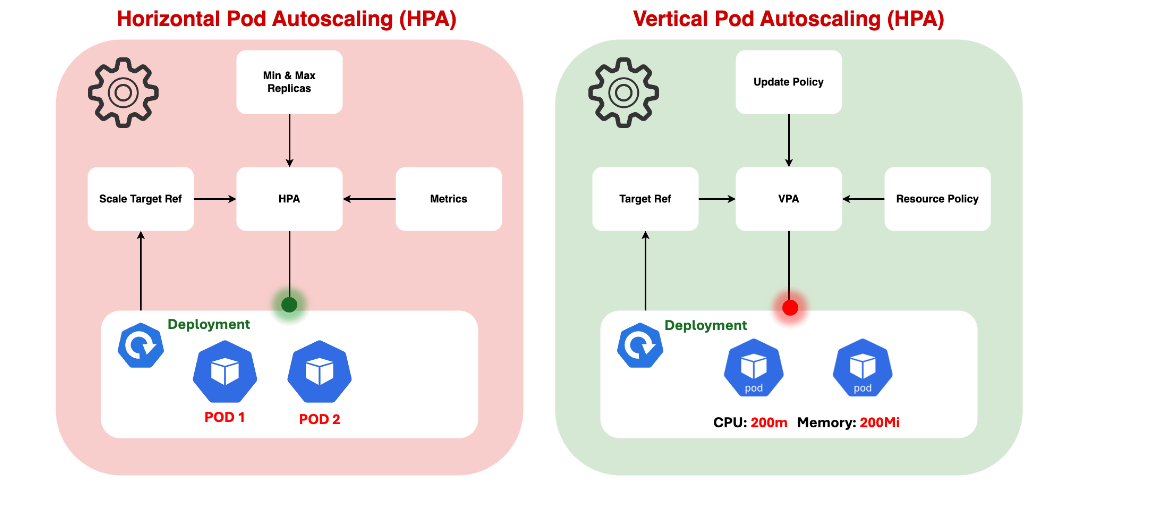 Horizontal Pod Autoscaling (HPA)
Min & Max
Replicas
Scale Target Ref
HPA
Metrics
Deployment
POD 1
POD 2
Vertical Pod Autoscaling (HPA)
Update Policy
Target Ref
VPA
Resource Policy
Deployment
pod
pod
CPU: 200m Memory: 200Mi